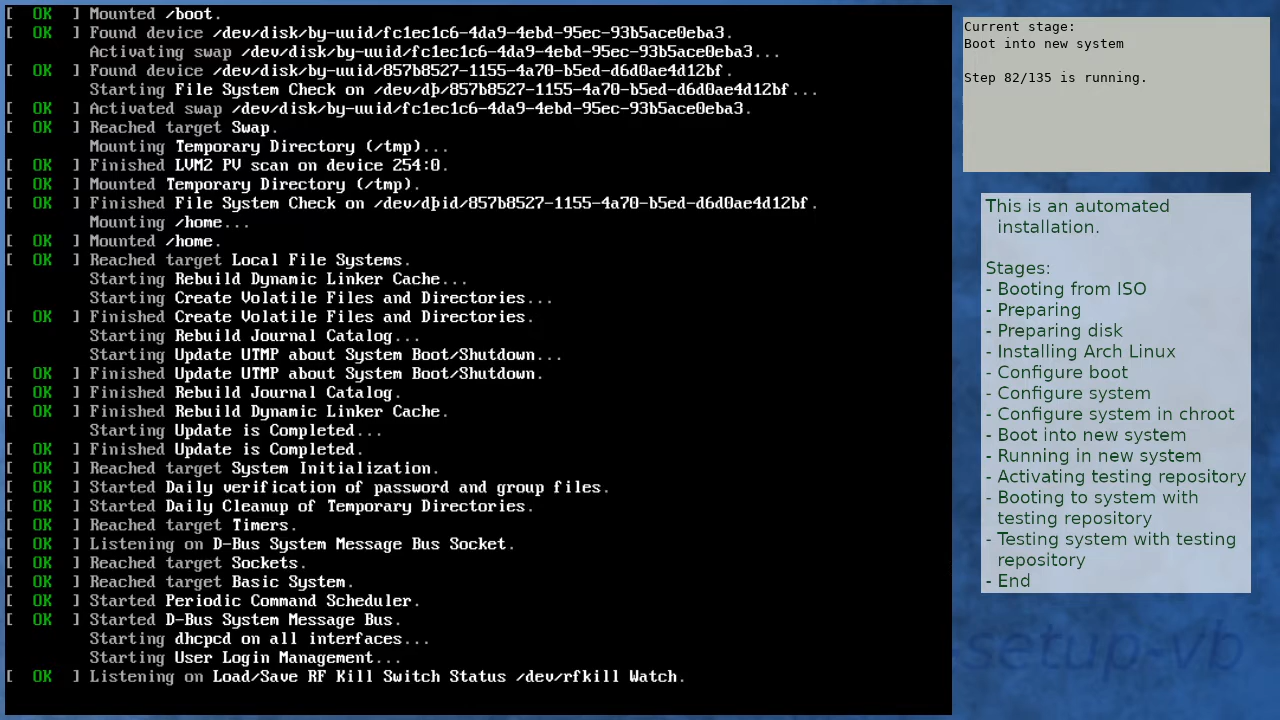 [  OK  ] Mounted /boot.
[  OK  ] Found device /dev/disk/by-uuid/fc1ec1c6-4da9-4ebd-95ec-93b5ace0eba3.
Activating swap /dev/disk/by-uuid/fc1ec1c6-4da9-4ebd-95ec-93b5ace0eba3...
[  OK  ] Found device /dev/disk/by-uuid/857b8527-1155-4a70-b5ed-d6d0ae4d12bf.
Starting File System Check on /dev/dþ/857b8527-1155-4a70-b5ed-d6d0ae4d12bf...
[  OK  ] Activated swap /dev/disk/by-uuid/fc1ec1c6-4da9-4ebd-95ec-93b5ace0eba3.
[  OK  ] Reached target Swap.
Mounting Temporary Directory (/tmp)...
[  OK  ] Finished LVM2 PV scan on device 254:0.
[  OK  ] Mounted Temporary Directory (/tmp).
[  OK  ] Finished File System Check on /dev/dþid/857b8527-1155-4a70-b5ed-d6d0ae4d12bf.
Mounting /home...
[  OK  ] Mounted /home.
[  OK  ] Reached target Local File Systems.
Starting Rebuild Dynamic Linker Cache...
Starting Create Volatile Files and Directories...
[  OK  ] Finished Create Volatile Files and Directories.
Starting Rebuild Journal Catalog...
Starting Update UTMP about System Boot/Shutdown...
[  OK  ] Finished Update UTMP about System Boot/Shutdown.
[  OK  ] Finished Rebuild Journal Catalog.
[  OK  ] Finished Rebuild Dynamic Linker Cache.
Starting Update is Completed...
[  OK  ] Finished Update is Completed.
[  OK  ] Reached target System Initialization.
[  OK  ] Started Daily verification of password and group files.
[  OK  ] Started Daily Cleanup of Temporary Directories.
[  OK  ] Reached target Timers.
[  OK  ] Listening on D-Bus System Message Bus Socket.
[  OK  ] Reached target Sockets.
[  OK  ] Reached target Basic System.
[  OK  ] Started Periodic Command Scheduler.
[  OK  ] Started D-Bus System Message Bus.
Starting dhcpcd on all interfaces...
Starting User Login Management...
[  OK  ] Listening on Load/Save RF Kill Switch Status /dev/rfkill Watch.
Current stage:
Boot into new system
Step 82/135 is running.
This is an automated
installation.
Stages:
- Booting from ISO
- Preparing
- Preparing disk
- Installing Arch Linux
- Configure boot
- Configure system
- Configure system in chroot
- Boot into new system
- Running in new system
- Activating testing repository
- Booting to system with
testing repository
- Testing system with testing
repository
- End
setup-vb